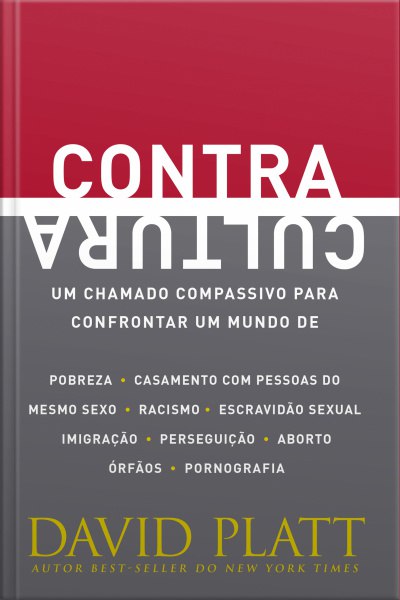 CONTRA
CULTURA
UM CHAMADO COMPASSIVO PARA
CONFRONTAR UM MUNDO DE
POBREZA • CASAMENTO COM PESSOAS DO
MESMO SEXO • RACISMO • ESCRAVIDÃO SEXUAL
IMIGRAÇÃO • PERSEGUIÇÃO • ABORTO
ÓRFÃOS • PORNOGRAFIA
DAVID PLATT
AUTOR BEST-SELLER DO NEW YORK TIMES